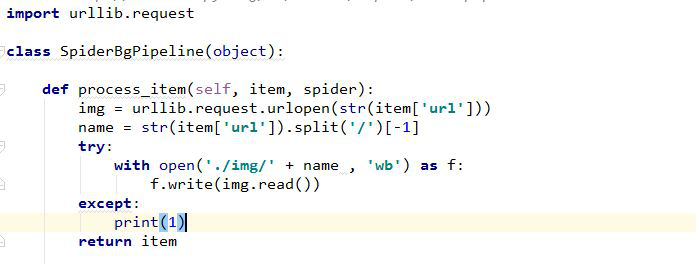 import urllib.request
class SpiderBgPipeline(object):
def process_item(self, item, spider):
img = urllib.request.urlopen(str(item['url']))
name = str(item['url']).split('/')[-1]
try:
with open('./img/' + name , 'wb') as f:
f.write(img.read())
except:
print(1)
return item